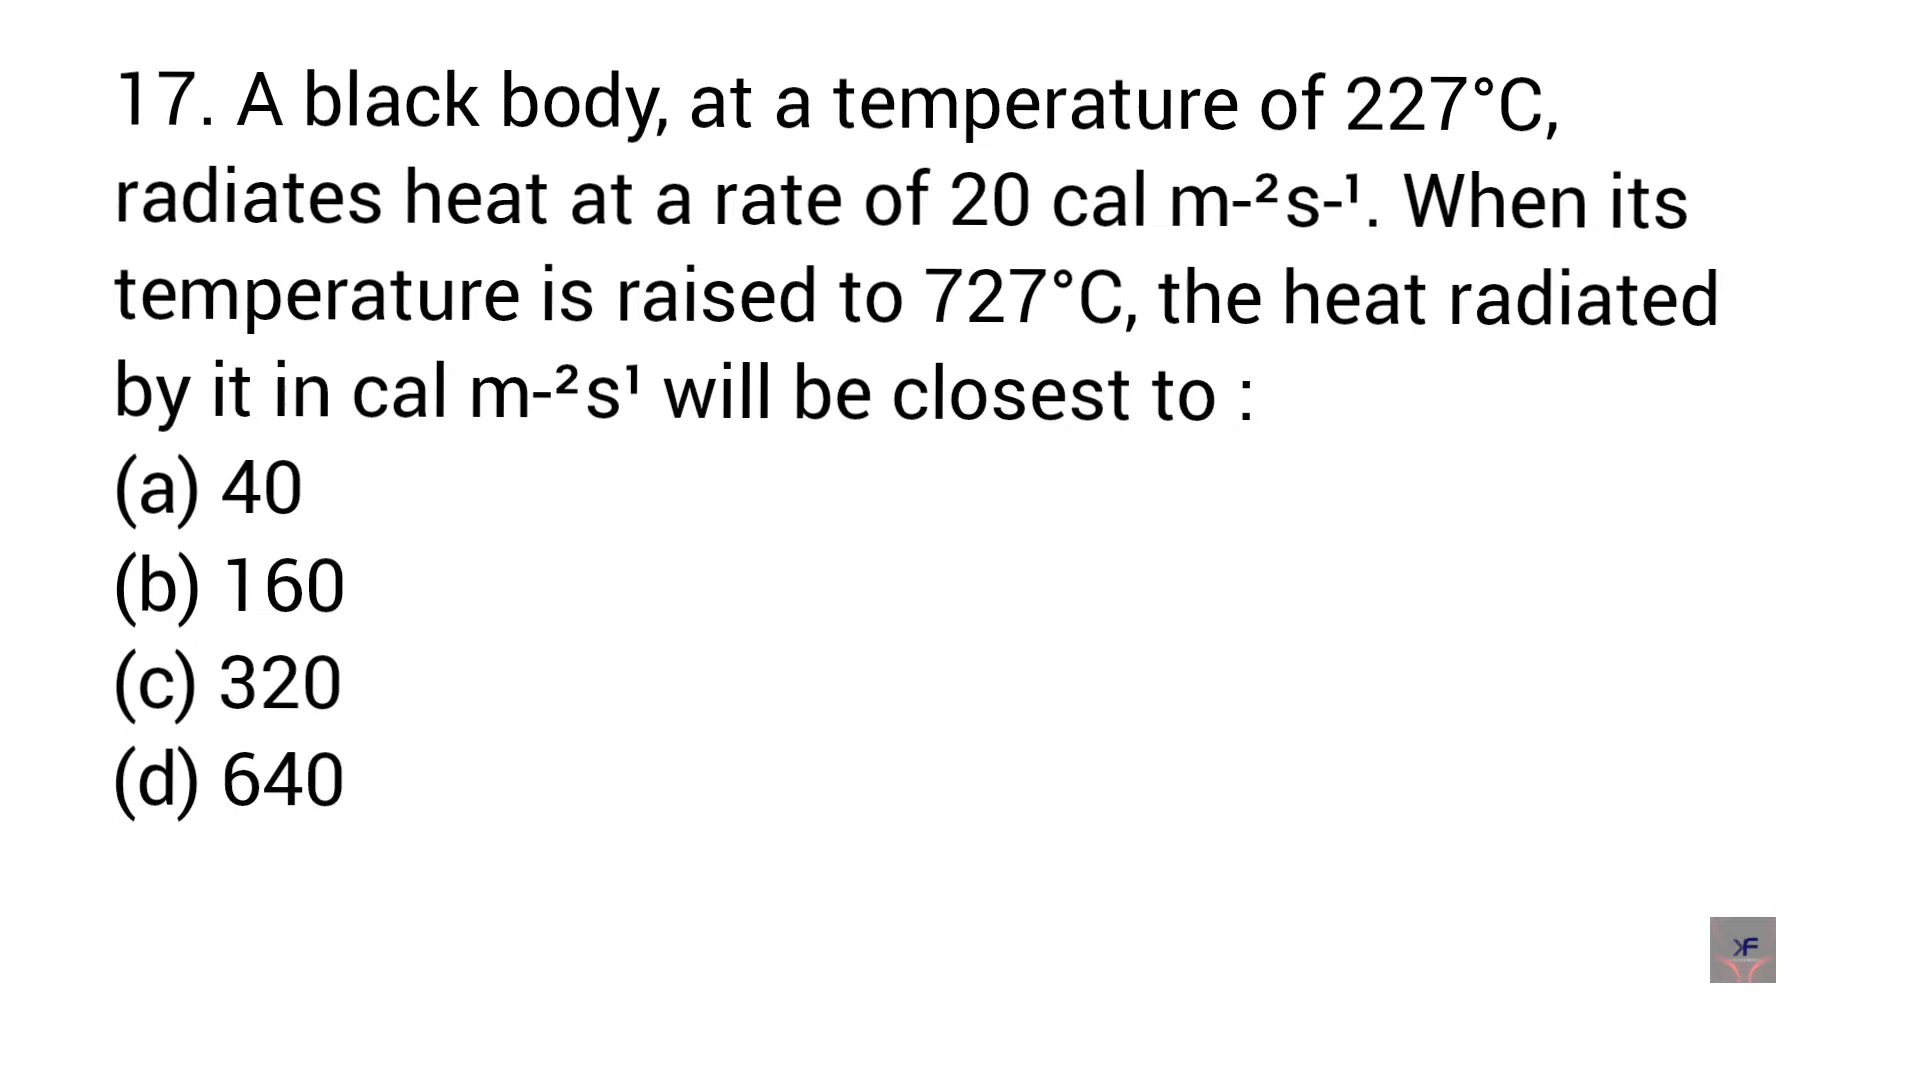 17. A black body, at a temperature of 227°C,
radiates heat at a rate of 20 cal m-²s-¹. When its
temperature is raised to 727°C, the heat radiated
by it in cal m-²s¹ will be closest to :
(a) 40
(b) 160
(c) 320
(d) 640
KF